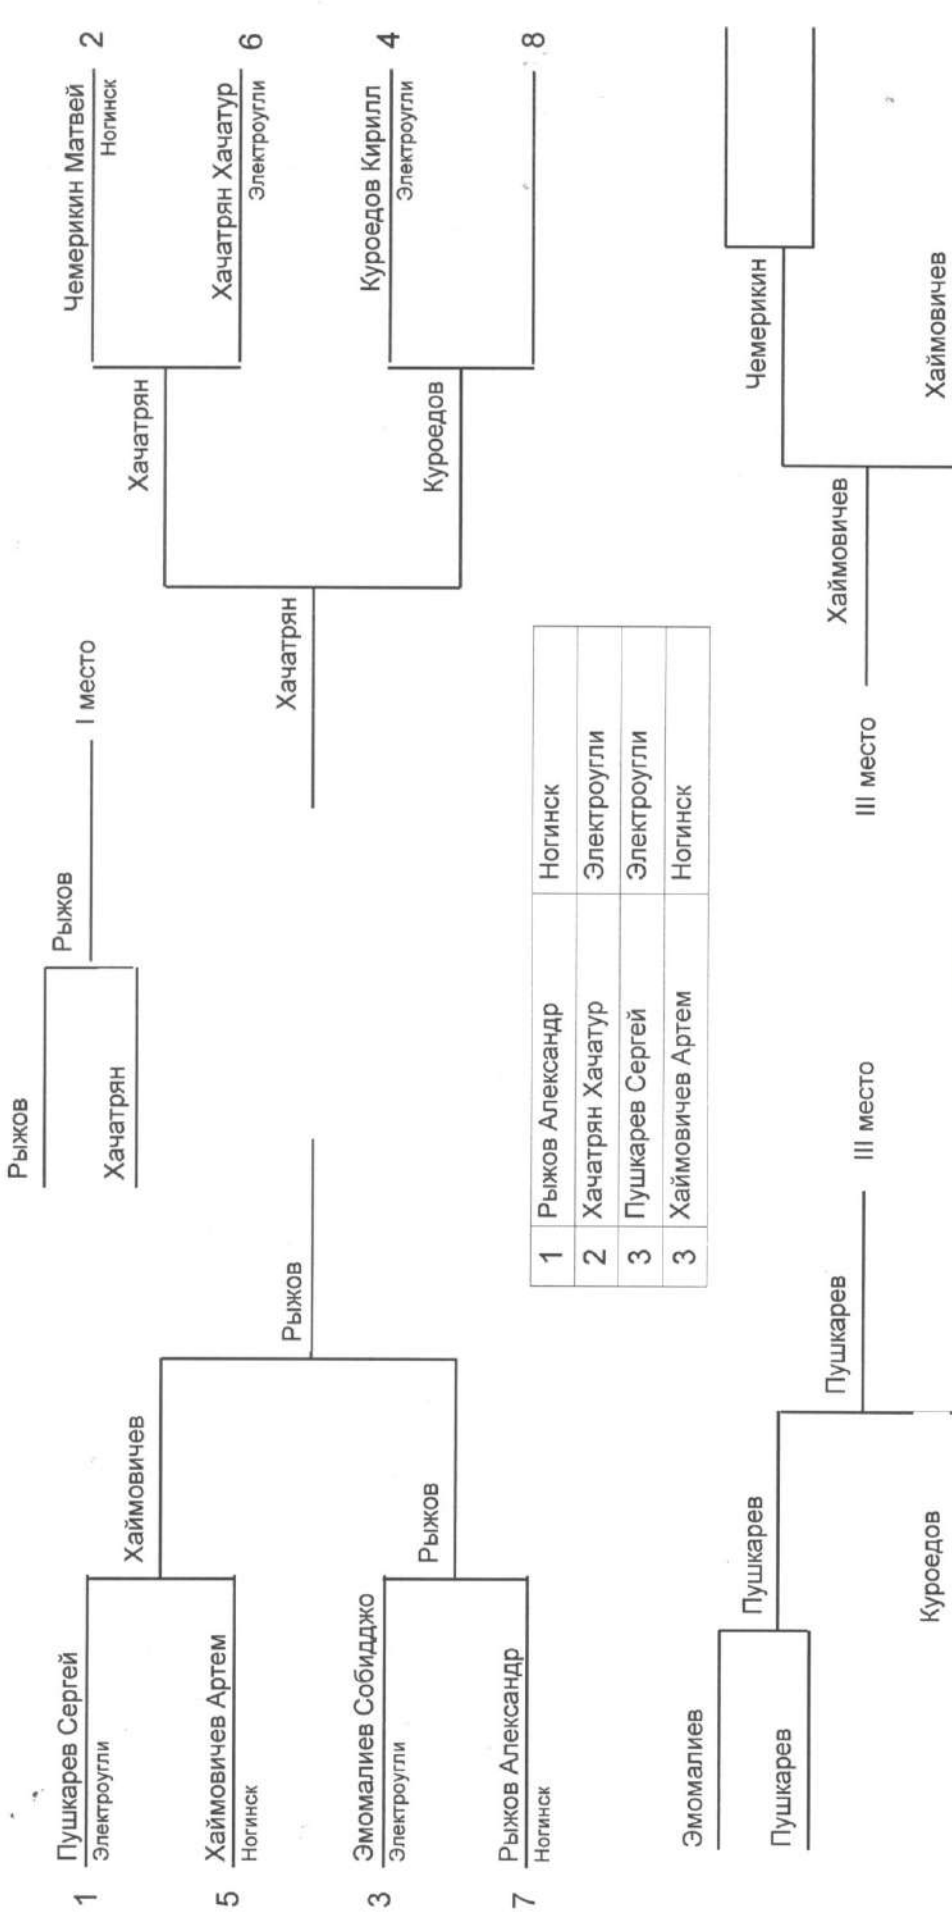 Рыжов
Хачатрян
Рыжов
I место
1
Пушкарев Сергей
Электроугли
5
Хаймовичев Артем
Ногинск
3
Эмомалиев Собидджо
Электроугли
7
Рыжов Александр
Ногинск
Хаймовичев
Рыжов
Рыжов
Чемерикин Матвей
2
Ногинск
Хачатрян Хачатур
6
Электроугли
Куроедов Кирилл
4
Электроугли
8
Хачатрян
Куроедов
Хачатрян
1 Рыжов Александр Ногинск
2 Хачатрян Хачатур Электроугли
3 Пушкарев Сергей Электроугли
3 Хаймовичев Артем Ногинск
Эмомалиев
Пушкарев
Пушкарев
Куроедов
Пушкарев
III место
III место
Хаймовичев
Чемерикин
Хаймовичев